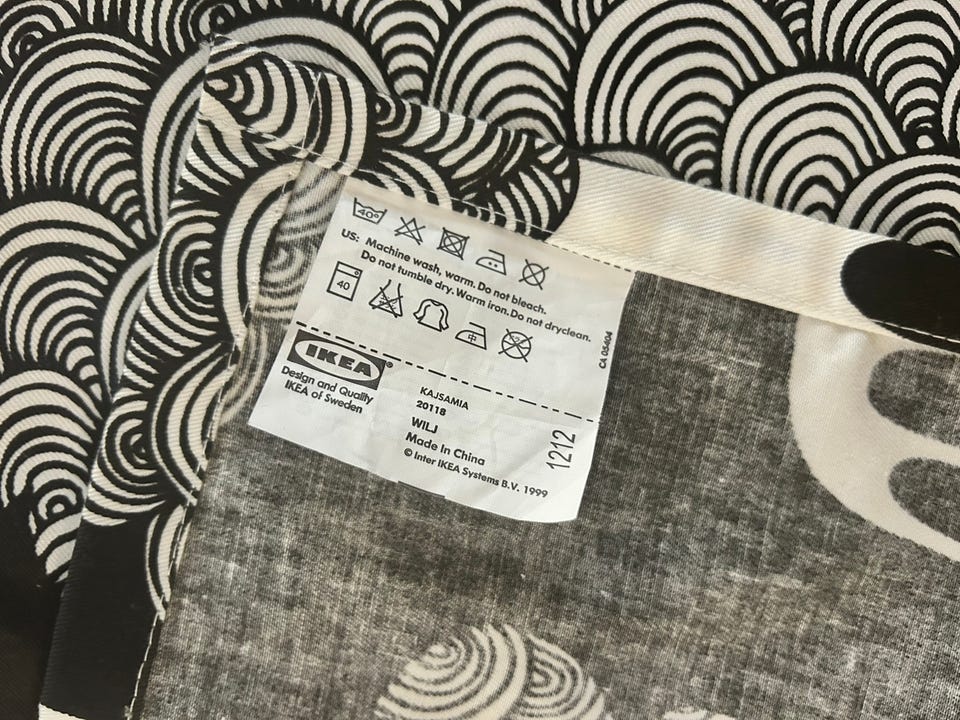 40°
US: Machine wash, warm. Do not bleach.
Do not tumble dry. Warm iron. Do not dryclean.
40
CA 05404
IKEA®
Design and Quality
IKEA of Sweden
KAJSAMIA
20118
WILJ
Made In China
© Inter IKEA Systems B.V. 1999
1212